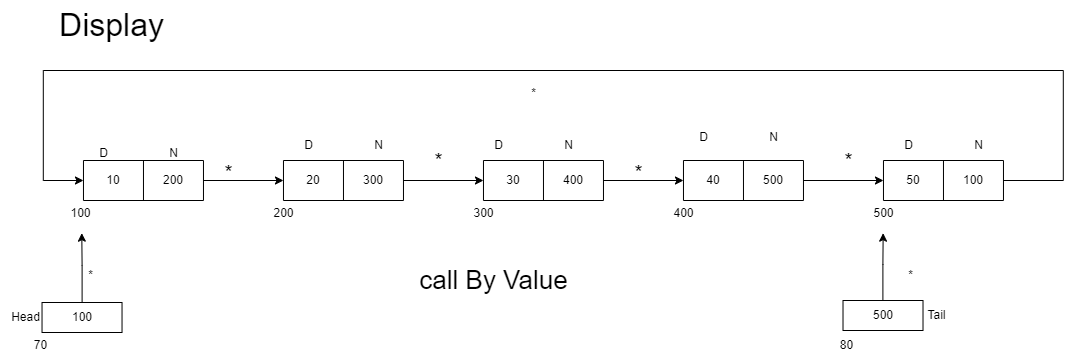 Display
*
D N D N D N D N D N
10 200 * 20 300 * 30 400 * 40 500 * 50 100
100 200 300 400 500
* *
call By Value
Head 100 500 Tail
70 80